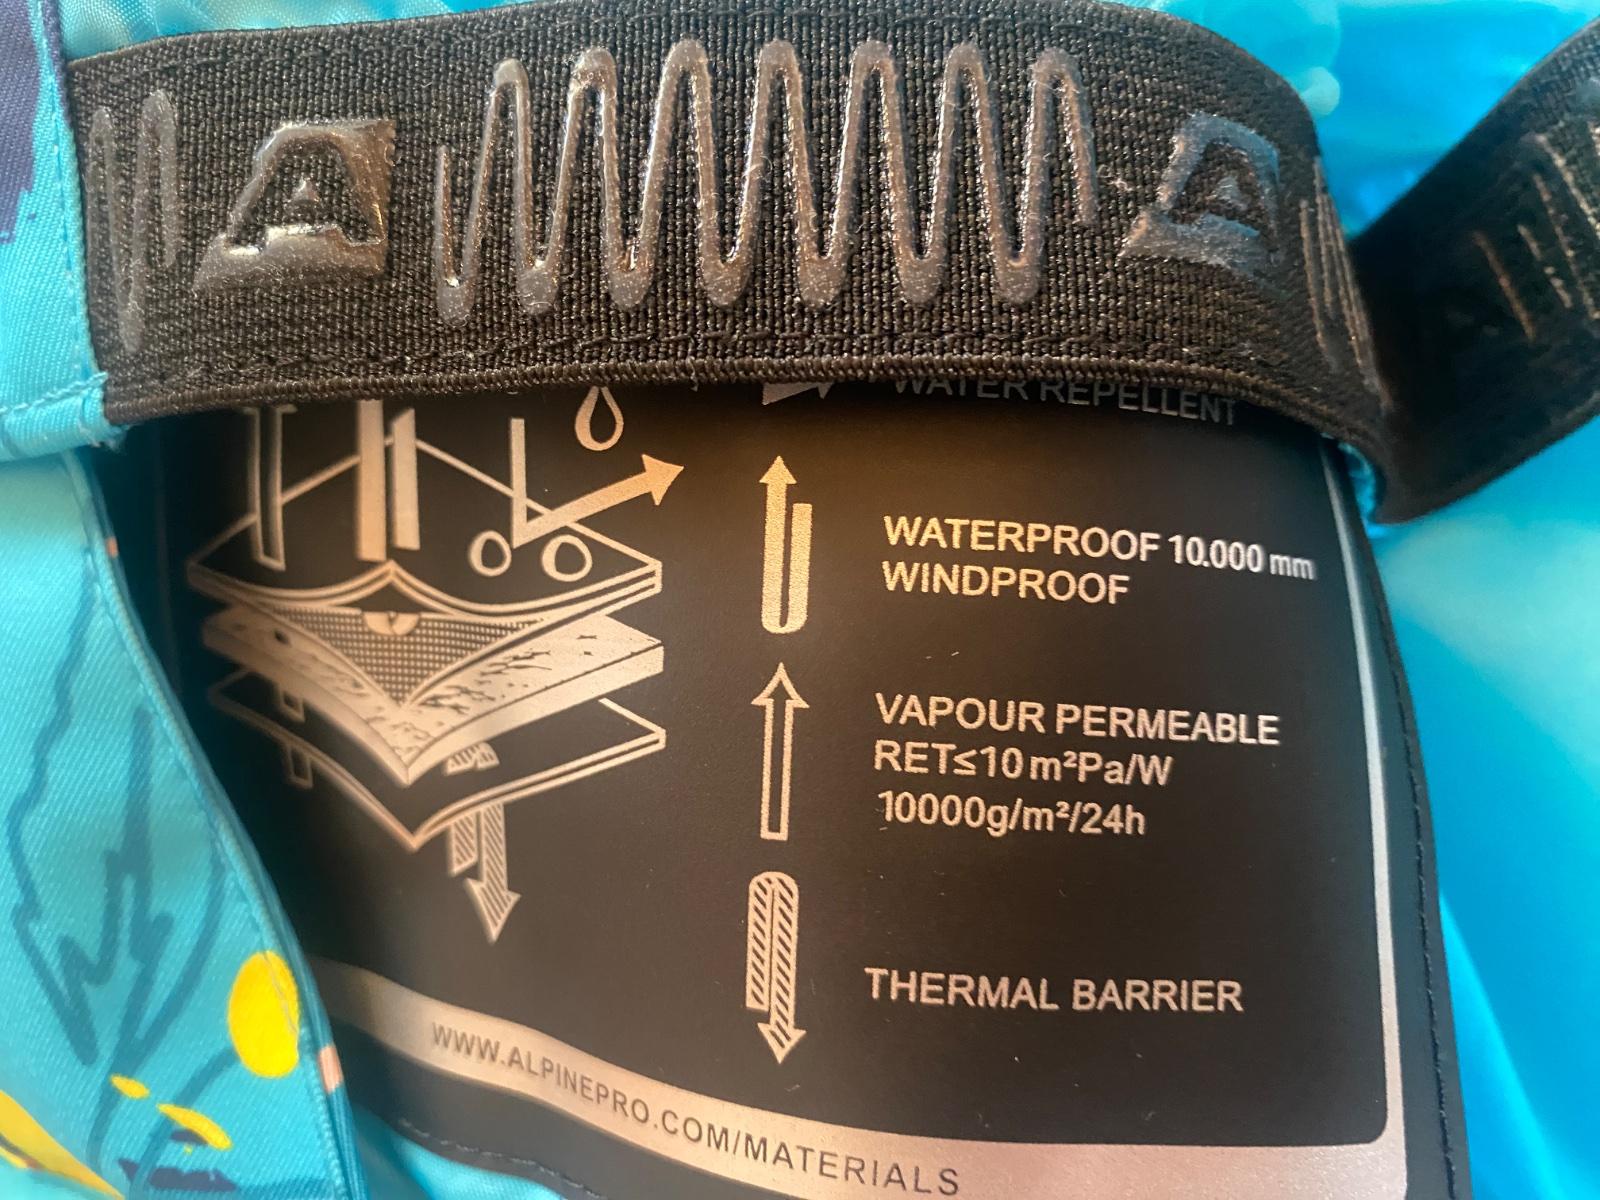 A A
WATER REPELLENT
WATERPROOF 10.000 mm
WINDPROOF
VAPOUR PERMEABLE
RET≤10 m²Pa/W
10000g/m²/24h
THERMAL BARRIER
WWW.ALPINEPRO.COM/MATERIALS